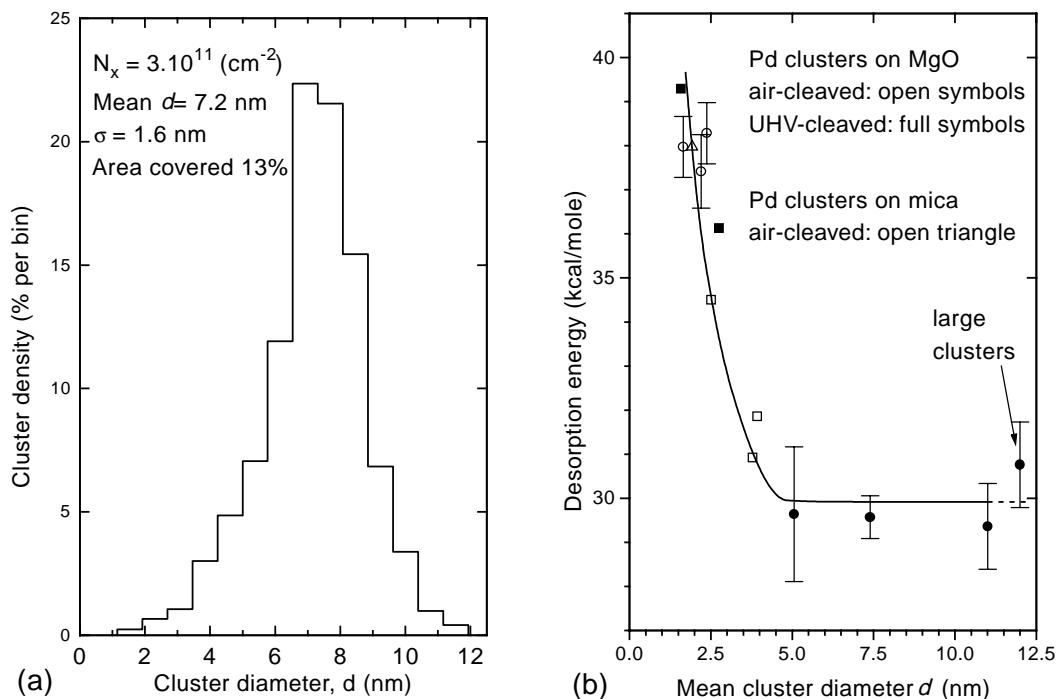 25
20
15
10
5
0
0
2
4
6
8
10
12
Cluster density (% per bin)
Cluster diameter, d (nm)
N_x = 3.10^11 (cm^-2)
Mean d= 7.2 nm
σ = 1.6 nm
Area covered 13%
(a)
40
35
30
0.0
2.5
5.0
7.5
10.0
12.5
Desorption energy (kcal/mole)
Mean cluster diameter d (nm)
Pd clusters on MgO
air-cleaved: open symbols
UHV-cleaved: full symbols
Pd clusters on mica
air-cleaved: open triangle
large
clusters
(b)